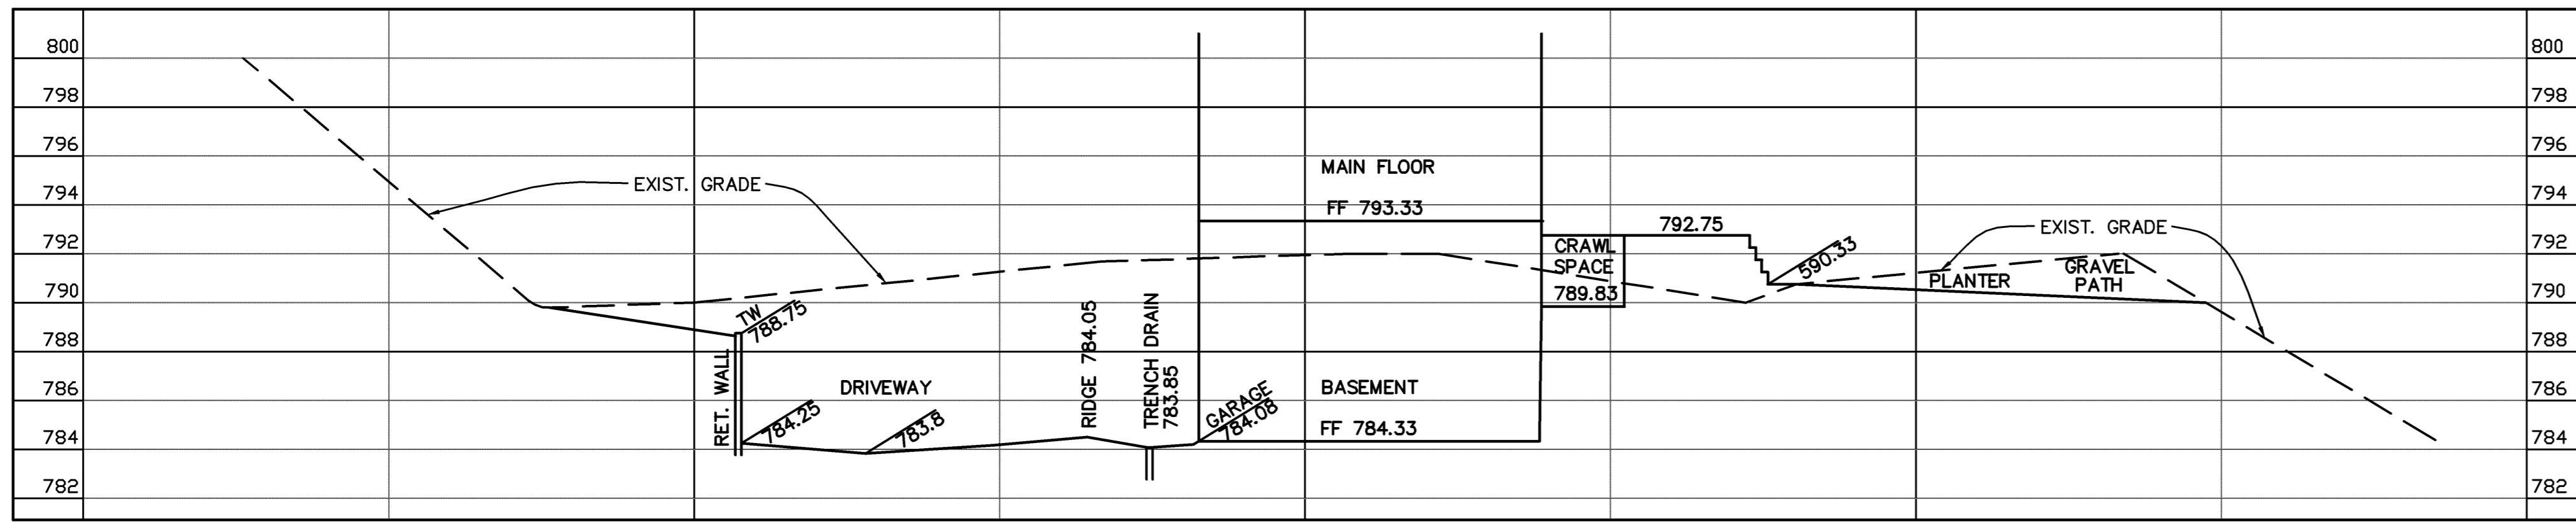 800
798
796
794
792
790
788
786
784
782
EXIST. GRADE
TW
788.75
RET. WALL
DRIVEWAY
784.25
783.8
RIDGE 784.05
TRENCH DRAIN
783.85
GARAGE
784.08
MAIN FLOOR
FF 793.33
BASEMENT
FF 784.33
CRAWL
SPACE
789.83
792.75
590.33
EXIST. GRADE
PLANTER
GRAVEL
PATH
800
798
796
794
792
790
788
786
784
782